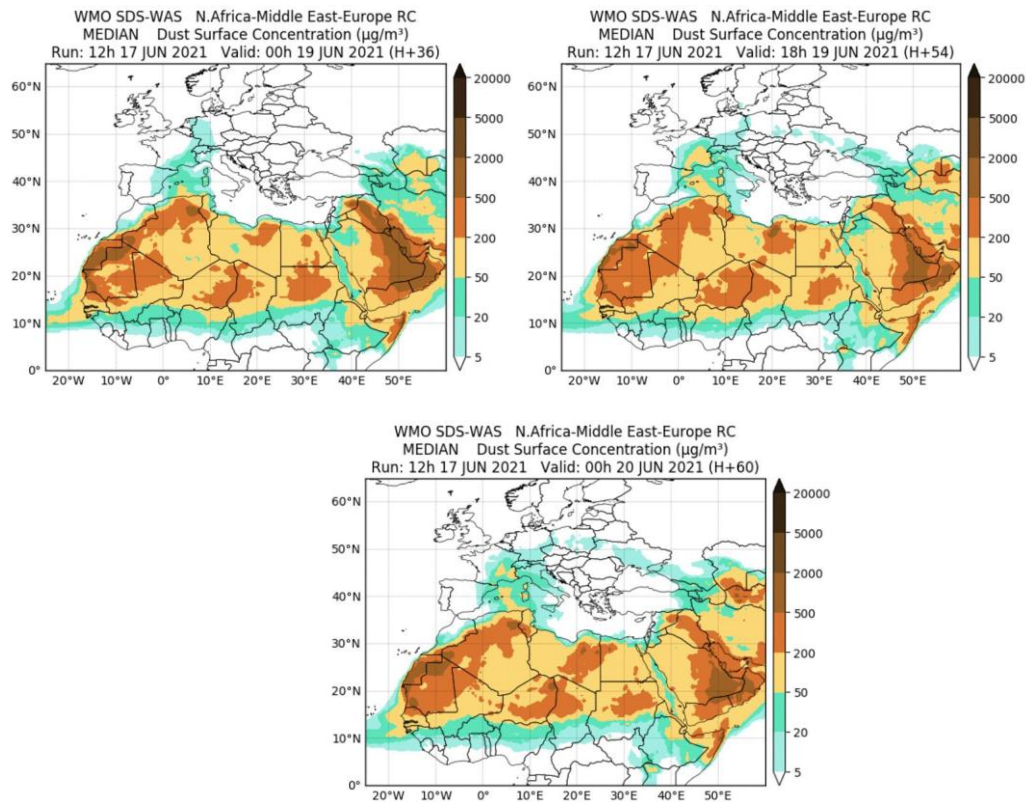 WMO SDS-WAS N.Africa-Middle East-Europe RC
MEDIAN Dust Surface Concentration (µg/m³)
Run: 12h 17 JUN 2021 Valid: 00h 19 JUN 2021 (H+36)
60°N
50°N
40°N
30°N
20°N
10°N
0°
20°W 10°W 0° 10°E 20°E 30°E 40°E 50°E
20000
5000
2000
500
200
50
20
5
WMO SDS-WAS N.Africa-Middle East-Europe RC
MEDIAN Dust Surface Concentration (µg/m³)
Run: 12h 17 JUN 2021 Valid: 18h 19 JUN 2021 (H+54)
60°N
50°N
40°N
30°N
20°N
10°N
0°
20°W 10°W 0° 10°E 20°E 30°E 40°E 50°E
20000
5000
2000
500
200
50
20
5
WMO SDS-WAS N.Africa-Middle East-Europe RC
MEDIAN Dust Surface Concentration (µg/m³)
Run: 12h 17 JUN 2021 Valid: 00h 20 JUN 2021 (H+60)
60°N
50°N
40°N
30°N
20°N
10°N
0°
20°W 10°W 0° 10°E 20°E 30°E 40°E 50°E
20000
5000
2000
500
200
50
20
5